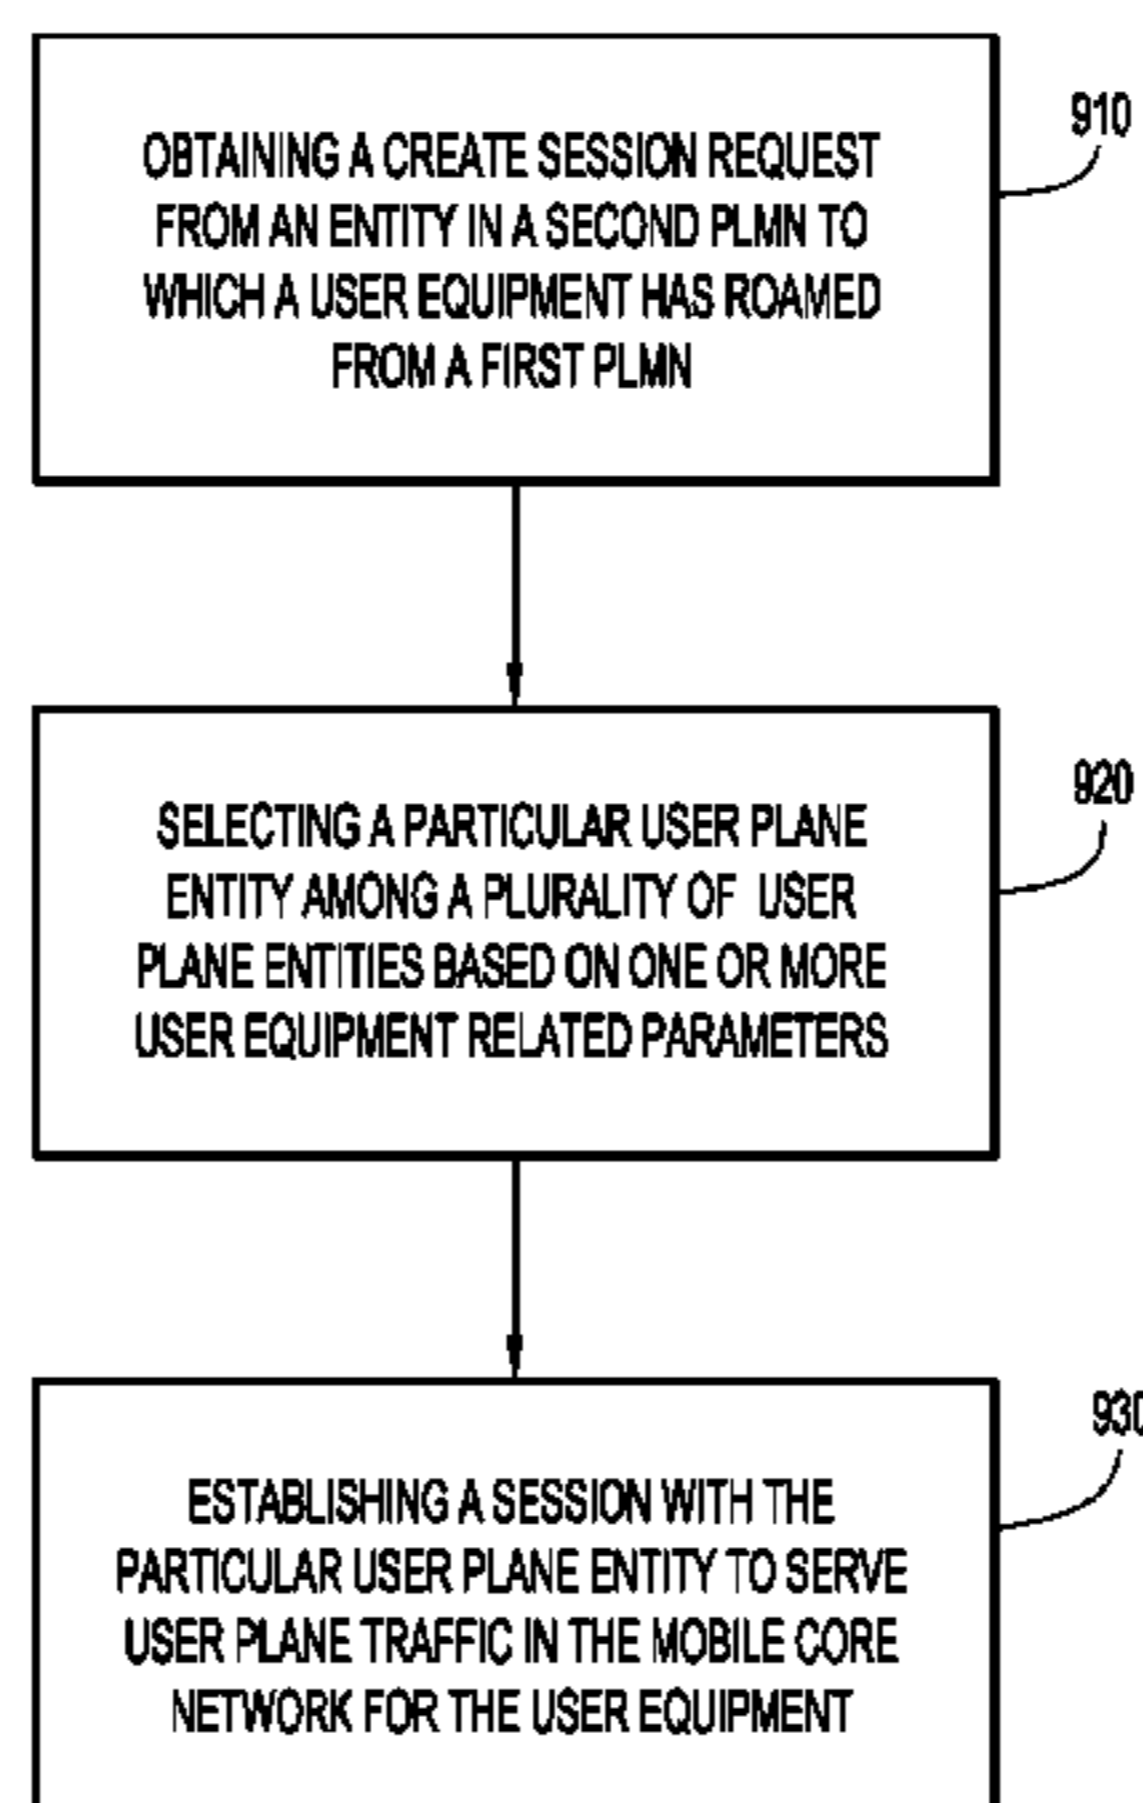 OBTAINING A CREATE SESSION REQUEST
FROM AN ENTITY IN A SECOND PLMN TO
WHICH A USER EQUIPMENT HAS ROAMED
FROM A FIRST PLMN
910
SELECTING A PARTICULAR USER PLANE
ENTITY AMONG A PLURALITY OF USER
PLANE ENTITIES BASED ON ONE OR MORE
USER EQUIPMENT RELATED PARAMETERS
920
ESTABLISHING A SESSION WITH THE
PARTICULAR USER PLANE ENTITY TO SERVE
USER PLANE TRAFFIC IN THE MOBILE CORE
NETWORK FOR THE USER EQUIPMENT
930